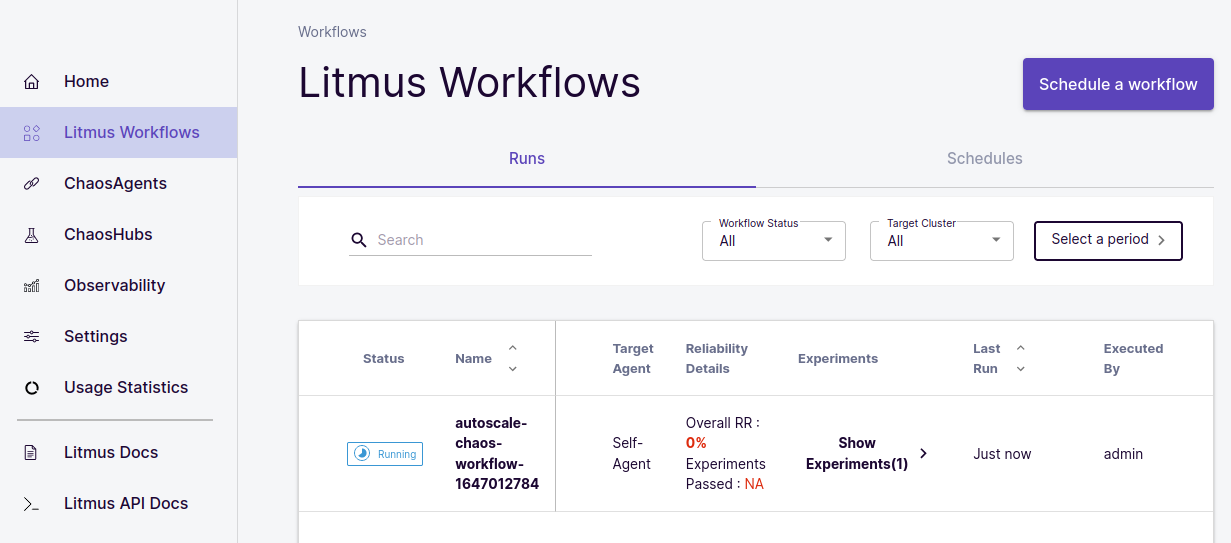 Workflows
Litmus Workflows
Schedule a workflow
Home
Litmus Workflows
ChaosAgents
ChaosHubs
Observability
Settings
Usage Statistics
Litmus Docs
Litmus API Docs
Runs
Schedules
Search
Workflow Status
All
Target Cluster
All
Select a period
Status
Name
Target
Agent
Reliability
Details
Experiments
Last
Run
Executed
By
Running
autoscale-
chaos-
workflow-
1647012784
Self-
Agent
Overall RR :
0%
Experiments
Passed : NA
Show
Experiments(1)
Just now
admin